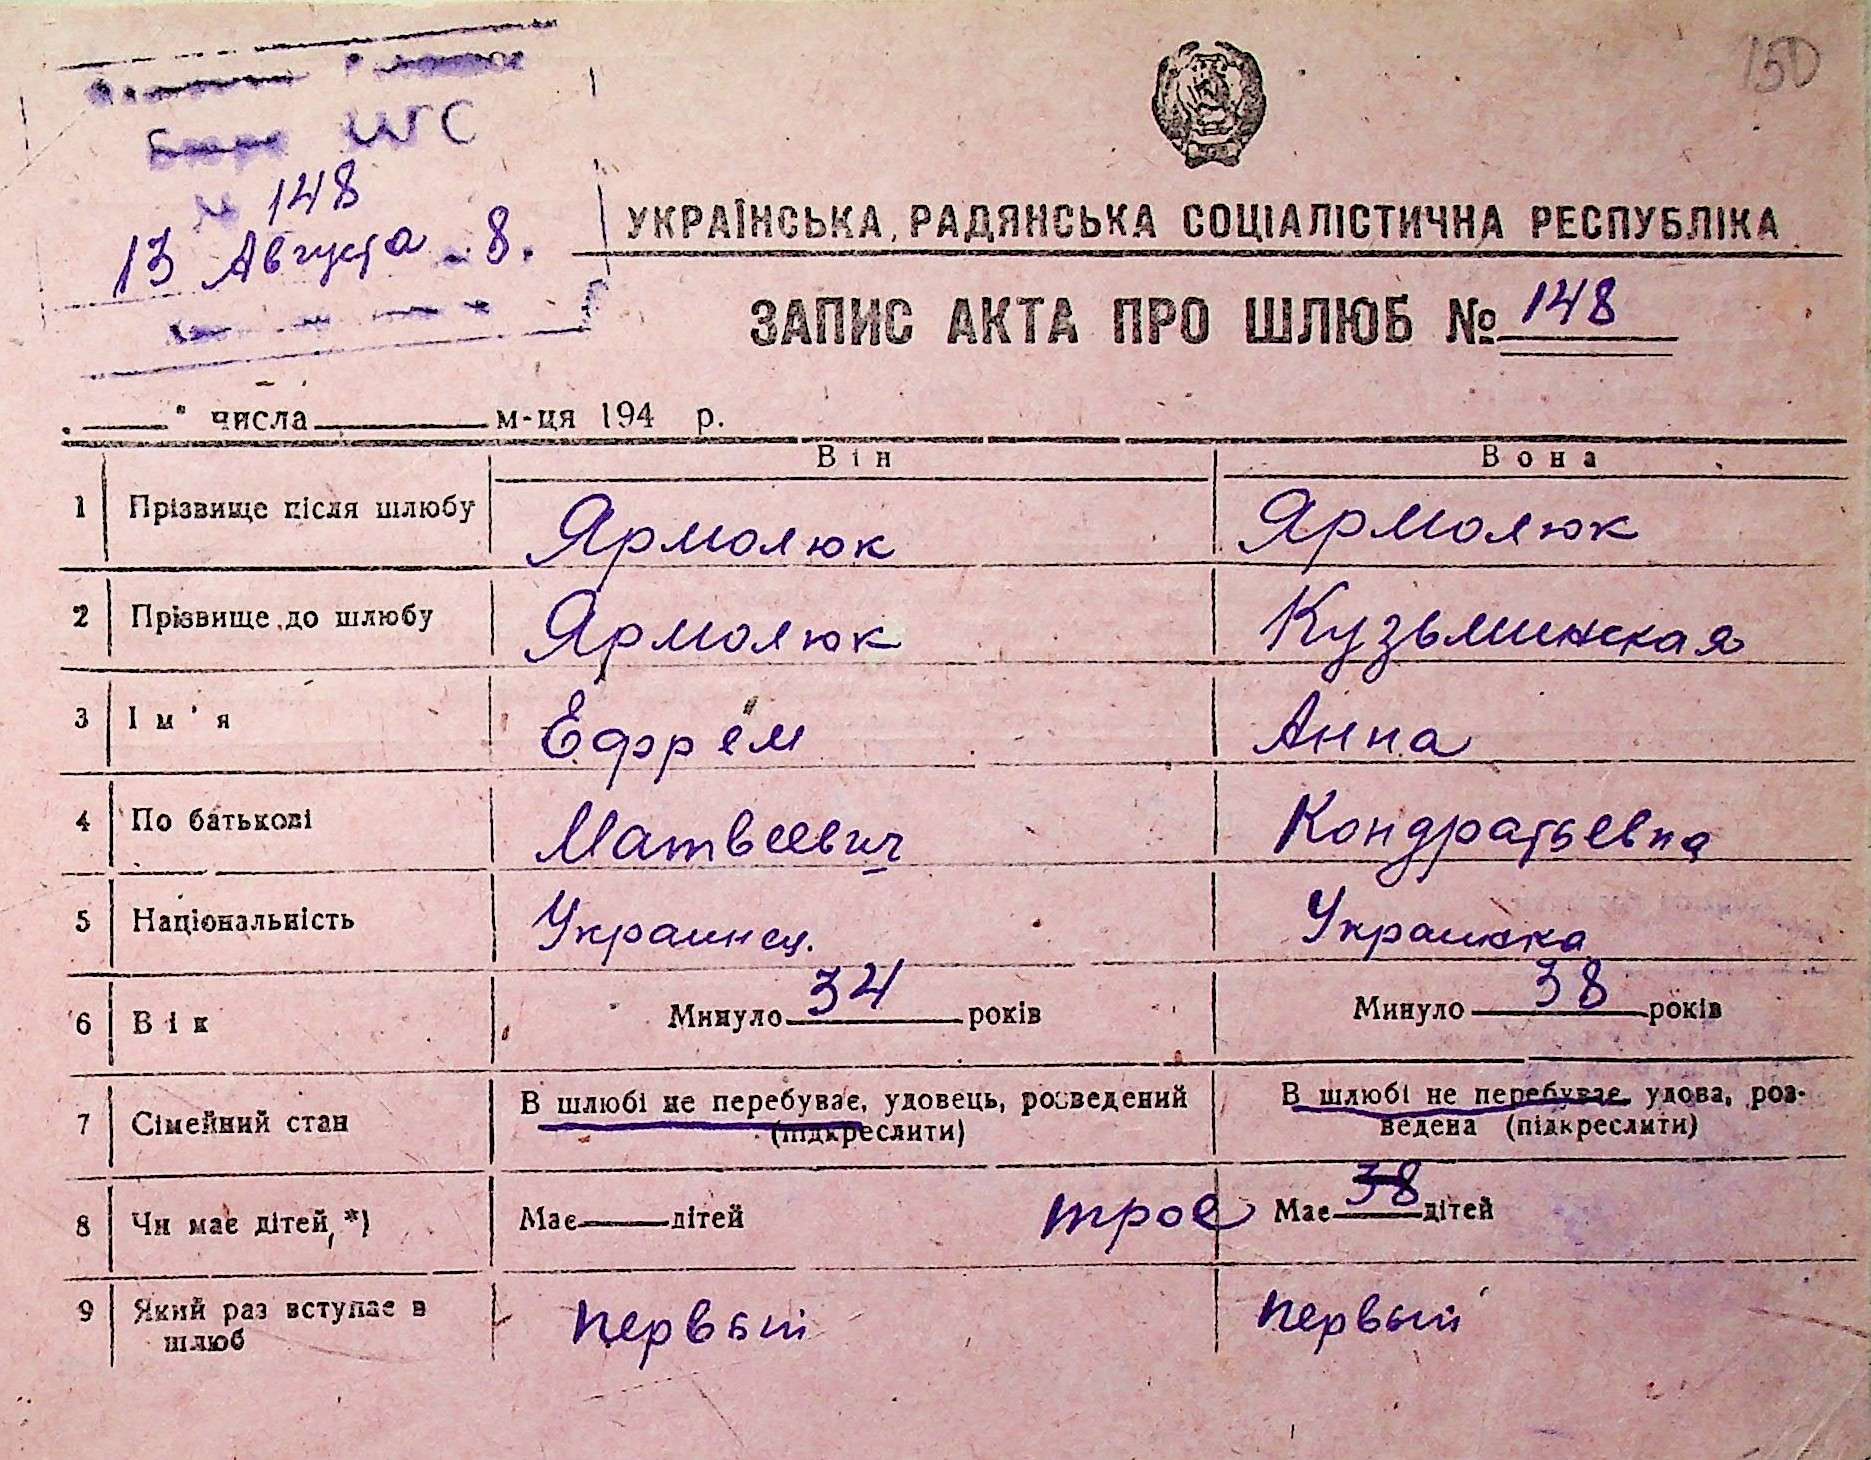 150
ЗАГС
№ 148
13 Августа 8.
УКРАЇНСЬКА РАДЯНСЬКА СОЦІАЛІСТИЧНА РЕСПУБЛІКА
ЗАПИС АКТА ПРО ШЛЮБ № 148
" числа м-ця 194 р.
Він Вона
1 Прізвище після шлюбу Ярмолюк Ярмолюк
2 Прізвище до шлюбу Ярмолюк Кузьминская
3 Ім'я Ефрем Анна
4 По батькові Матвеевич Кондратьевна
5 Національність Украинец. Украинка
6 Вік Минуло 34 років Минуло 38 років
7 Сімейний стан В шлюбі не перебуває, удовець, розведений (підкреслити) В шлюбі не перебуває, удова, роз-
ведена (підкреслити)
8 Чи має дітей *) Має дітей трое Має 38 дітей
9 Який раз вступає в шлюб первый первый